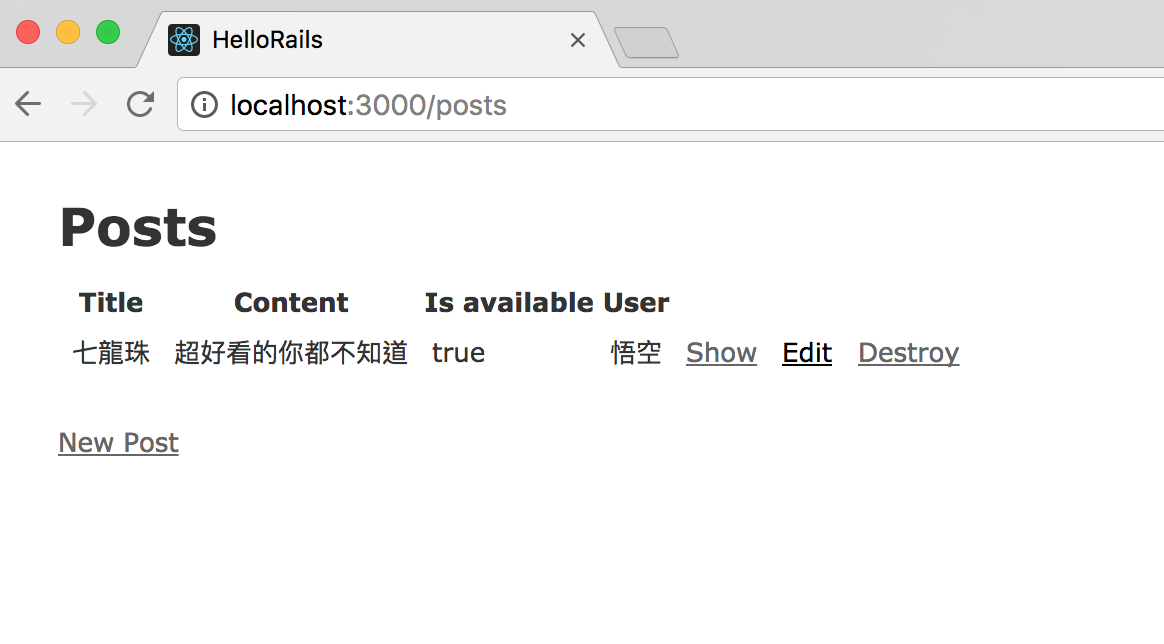 HelloRails
localhost:3000/posts
Posts
Title Content Is available User
七龍珠 超好看的你都不知道 true 悟空 Show Edit Destroy
New Post